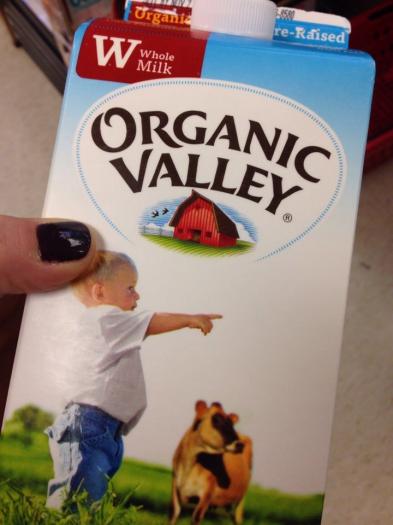 Organic
re-Raised
W Whole
Milk
ORGANIC
VALLEY®